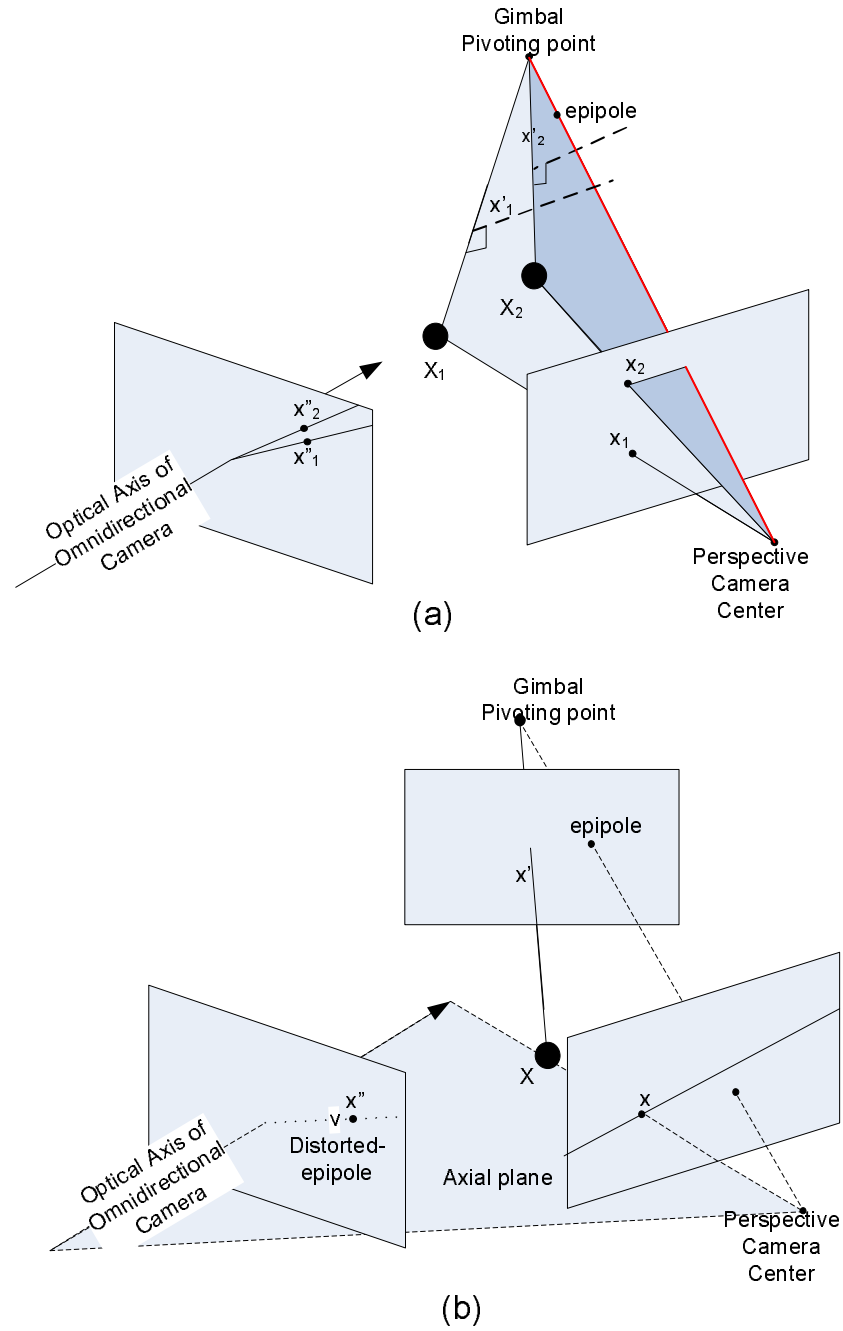 Gimbal
Pivoting point
epipole
x'2
x'1
X2
X1
x2
x"2
x1
x"1
Optical Axis of
Omnidirectional
Camera
Perspective
Camera
Center
(a)
Gimbal
Pivoting point
epipole
x'
X
x
x"
v
Distorted-
epipole
Axial plane
Optical Axis of
Omnidirectional
Camera
Perspective
Camera
Center
(b)